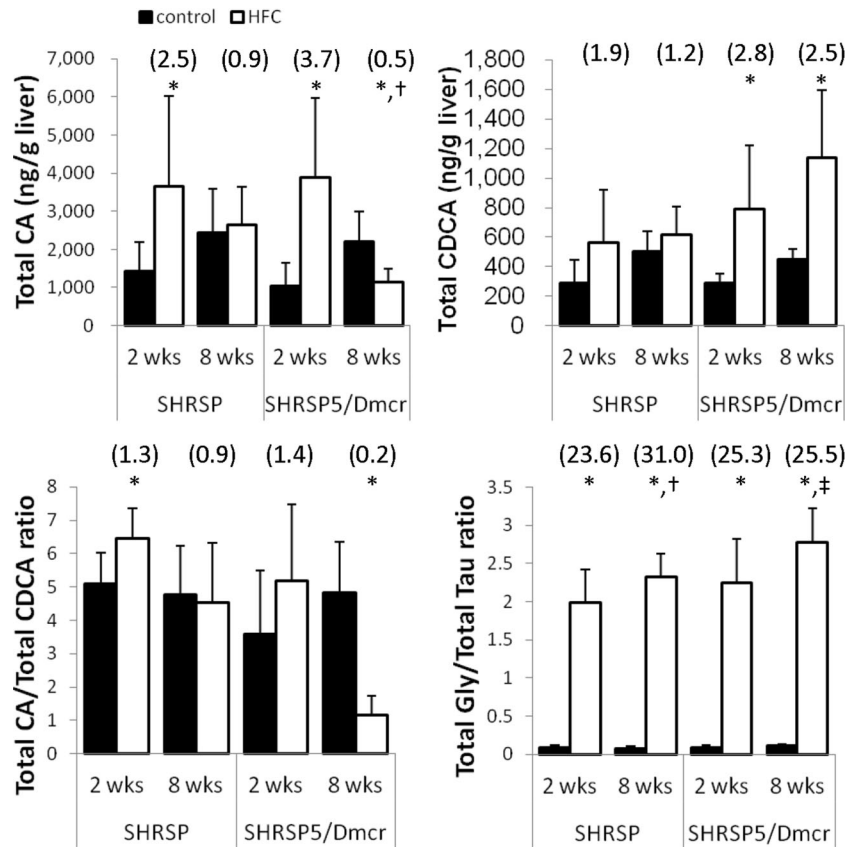 control HFC
Total CA (ng/g liver)
7,000
6,000
5,000
4,000
3,000
2,000
1,000
0
(2.5) (0.9) (3.7) (0.5)
* * *,†
2 wks 8 wks 2 wks 8 wks
SHRSP SHRSP5/Dmcr
Total CDCA (ng/g liver)
1,800
1,600
1,400
1,200
1,000
800
600
400
200
0
(1.9) (1.2) (2.8) (2.5)
* *
2 wks 8 wks 2 wks 8 wks
SHRSP SHRSP5/Dmcr
Total CA/Total CDCA ratio
8
7
6
5
4
3
2
1
0
(1.3) (0.9) (1.4) (0.2)
* *
2 wks 8 wks 2 wks 8 wks
SHRSP SHRSP5/Dmcr
Total Gly/Total Tau ratio
3.5
3
2.5
2
1.5
1
0.5
0
(23.6) (31.0) (25.3) (25.5)
* *,† * *,‡
2 wks 8 wks 2 wks 8 wks
SHRSP SHRSP5/Dmcr